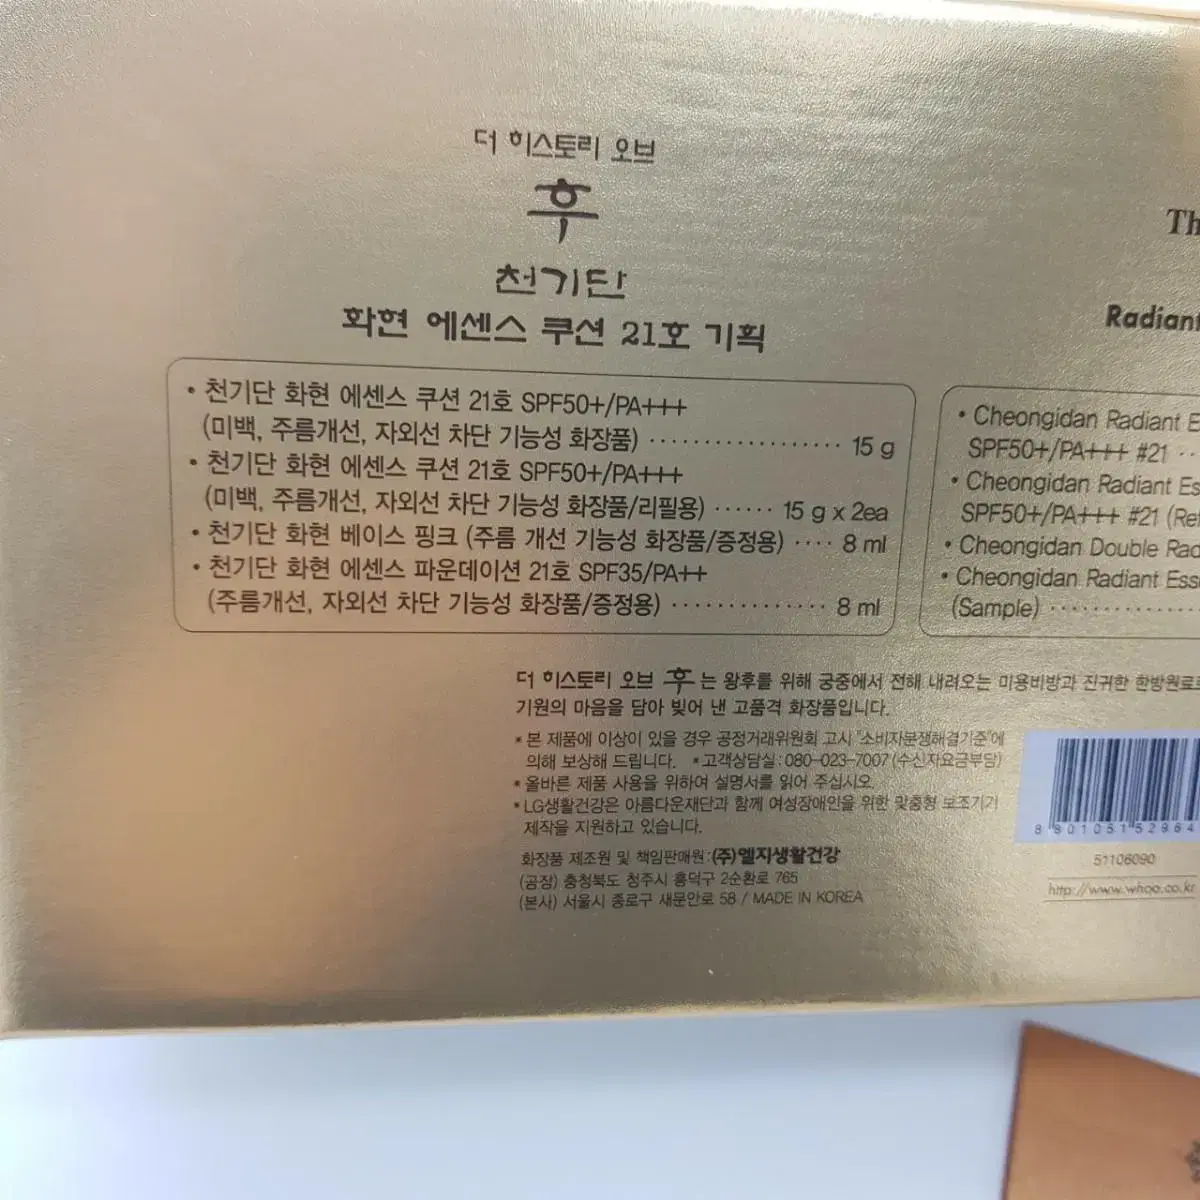 더 히스토리 오브
후
천기단
화현 에센스 쿠션 21호 기획
• 천기단 화현 에센스 쿠션 21호 SPF50+/PA+++
(미백, 주름개선, 자외선 차단 기능성 화장품) ·················· 15 g
• 천기단 화현 에센스 쿠션 21호 SPF50+/PA+++
(미백, 주름개선, 자외선 차단 기능성 화장품/리필용) ······ 15 g x 2ea
• 천기단 화현 베이스 핑크 (주름 개선 기능성 화장품/증정용) ···· 8 ml
• 천기단 화현 에센스 파운데이션 21호 SPF35/PA++
(주름개선, 자외선 차단 기능성 화장품/증정용) ·············· 8 ml
Th
Radiant
• Cheongidan Radiant E
SPF50+/PA+++ #21 ··
• Cheongidan Radiant Es
SPF50+/PA+++ #21 (Ref
• Cheongidan Double Rad
• Cheongidan Radiant Esse
(Sample) ················
더 히스토리 오브 후는 왕후를 위해 궁중에서 전해 내려오는 미용비방과 진귀한 한방원료로
기원의 마음을 담아 빚어 낸 고품격 화장품입니다.
* 본 제품에 이상이 있을 경우 공정거래위원회 고시 "소비자분쟁해결기준"에
의해 보상해 드립니다. *고객상담실 : 080-023-7007 (수신자요금부담)
* 올바른 제품 사용을 위하여 설명서를 읽어 주십시오.
* LG생활건강은 아름다운재단과 함께 여성장애인을 위한 맞춤형 보조기기
제작을 지원하고 있습니다.
화장품 제조원 및 책임판매원 : (주)엘지생활건강
(공장) 충청북도 청주시 흥덕구 2순환로 765
(본사) 서울시 종로구 새문안로 58 / MADE IN KOREA
8 801051 52964
51106090
http://www.whoo.co.kr